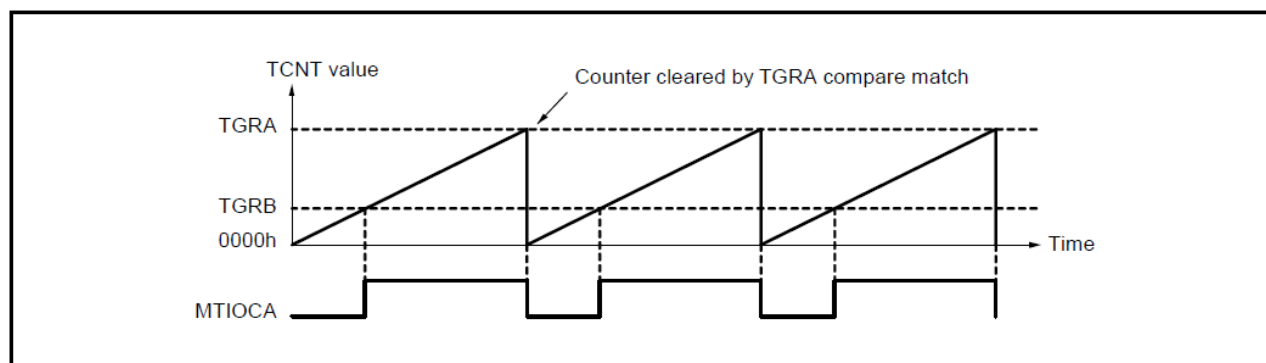 TCNT value
Counter cleared by TGRA compare match
TGRA
TGRB
0000h
Time
MTIOCA